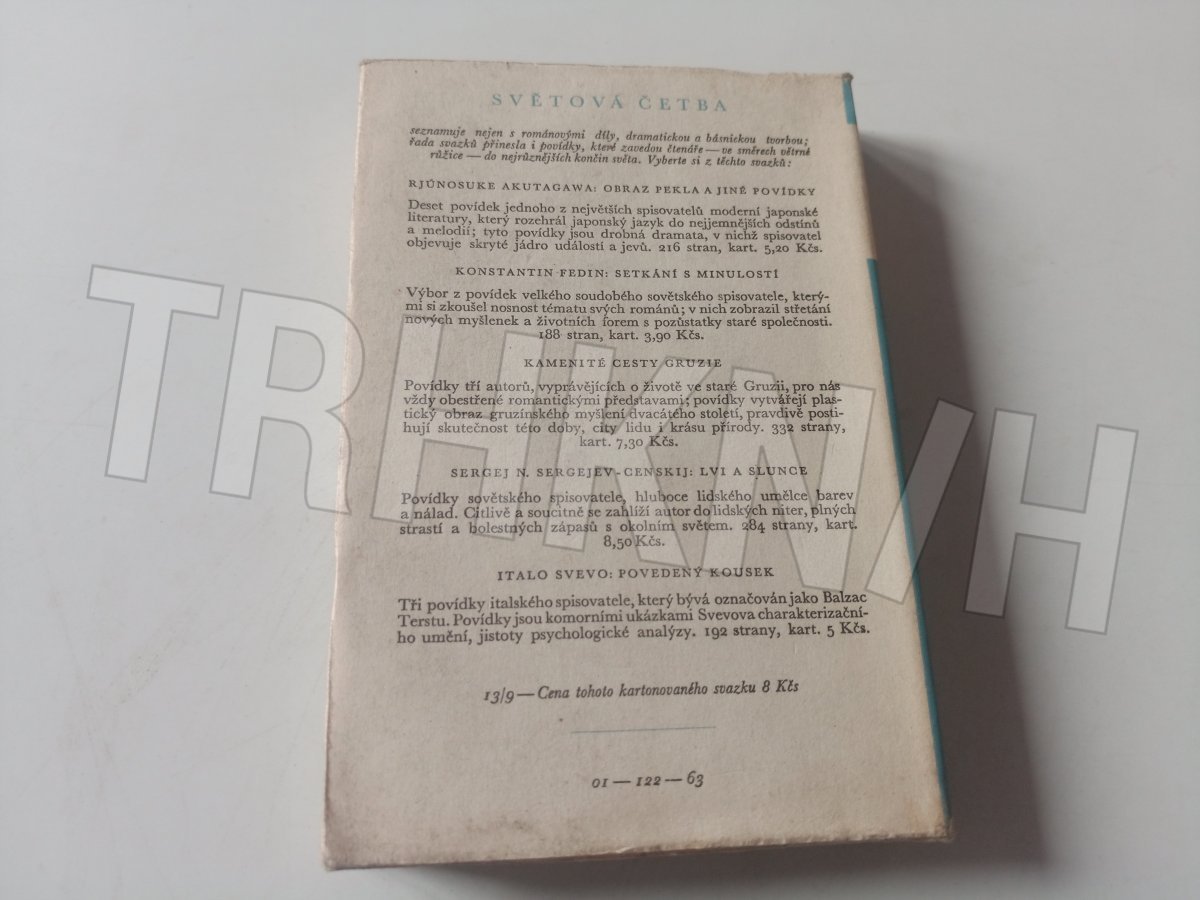 SVĚTOVÁ ČETBA
seznamuje nejen s románovými díly, dramatickou a básnickou tvorbou;
řada svazků přinesla i povídky, které zavedou čtenáře — ve směrech větrné
růžice — do nejrůznějších končin světa. Vyberte si z těchto svazků:
RJÚNOSUKE AKUTAGAWA: OBRAZ PEKLA A JINÉ POVÍDKY
Deset povídek jednoho z největších spisovatelů moderní japonské
literatury, který rozehrál japonský jazyk do nejjemnějších odstínů
a melodií; tyto povídky jsou drobná dramata, v nichž spisovatel
objevuje skryté jádro událostí a jevů. 216 stran, kart. 5,20 Kčs.
KONSTANTIN FEDIN: SETKÁNÍ S MINULOSTÍ
Výbor z povídek velkého soudobého sovětského spisovatele, který-
mi si zkoušel nosnost tématu svých románů; v nich zobrazil střetání
nových myšlenek a životních forem s pozůstatky staré společnosti.
188 stran, kart. 3,90 Kčs.
KAMENITÉ CESTY GRUZIE
Povídky tří autorů, vyprávějících o životě ve staré Gruzii, pro nás
vždy obestřené romantickými představami; povídky vytvářejí plas-
tický obraz gruzínského myšlení dvacátého století, pravdivě posti-
hují skutečnost této doby, city lidu i krásu přírody. 332 strany,
kart. 7,30 Kčs.
SERGEJ N. SERGEJEV-CENSKIJ: LVI A SLUNCE
Povídky sovětského spisovatele, hluboce lidského umělce barev
a nálad. Citlivě a soucitně se zahlíží autor do lidských niter, plných
strastí a bolestných zápasů s okolním světem. 284 strany, kart.
8,50 Kčs.
ITALO SVEVO: POVEDENÝ KOUSEK
Tři povídky italského spisovatele, který bývá označován jako Balzac
Terstu. Povídky jsou komorními ukázkami Svevova charakterizační-
ho umění, jistoty psychologické analýzy. 192 strany, kart. 5 Kčs.
13/9 — Cena tohoto kartonovaného svazku 8 Kčs
01 — 122 — 63
TRHKNIH